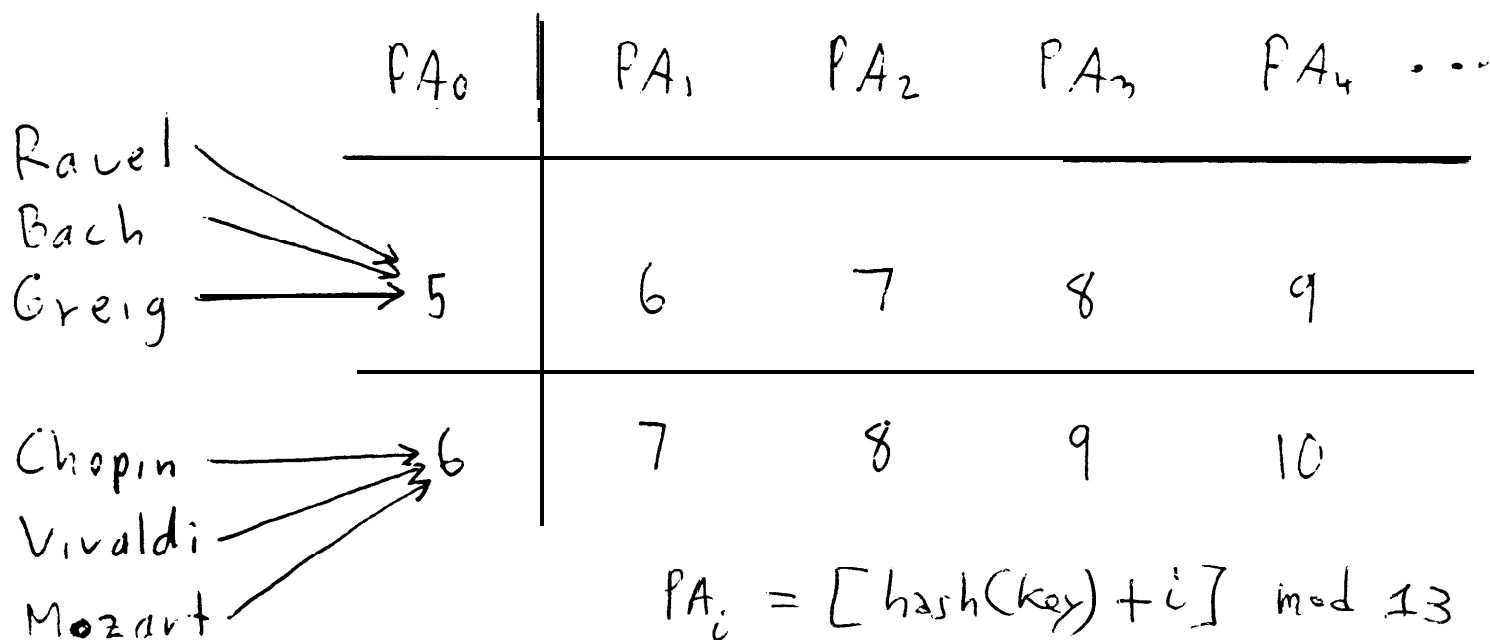 PA₀ PA₁ PA₂ PA₃ PA₄ ...
Ravel
Bach
Greig 5 6 7 8 9
Chopin 6 7 8 9 10
Vivaldi
Mozart
PAᵢ = [hash(key) + i] mod 13